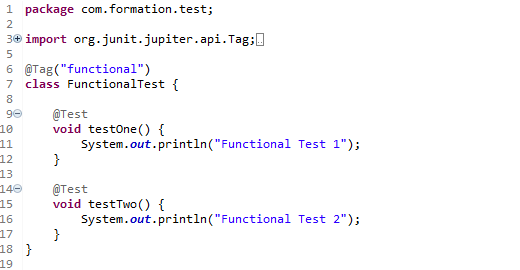 1 package com.formation.test;
2
3 import org.junit.jupiter.api.Tag;
5
6 @Tag("functional")
7 class FunctionalTest {
8
9 @Test
10 void testOne() {
11 System.out.println("Functional Test 1");
12 }
13
14 @Test
15 void testTwo() {
16 System.out.println("Functional Test 2");
17 }
18 }
19